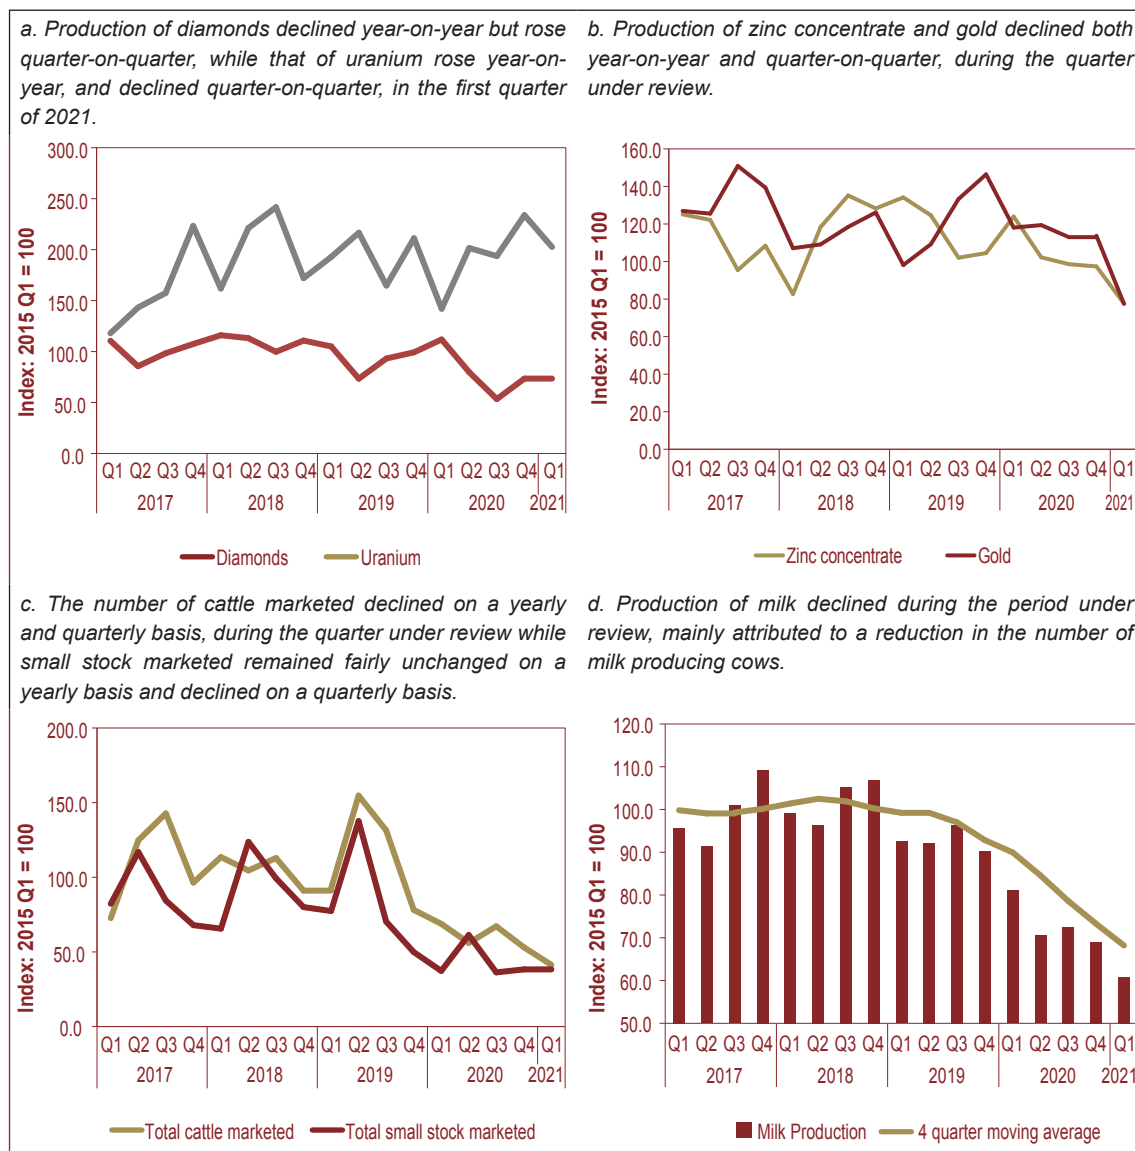 a. Production of diamonds declined year-on-year but rose
quarter-on-quarter, while that of uranium rose year-on-
year, and declined quarter-on-quarter, in the first quarter
of 2021.
300.0
250.0
200.0
150.0
100.0
50.0
0.0
Index: 2015 Q1 = 100
Q1 Q2 Q3 Q4 Q1 Q2 Q3 Q4 Q1 Q2 Q3 Q4 Q1 Q2 Q3 Q4 Q1
2017 2018 2019 2020 2021
Diamonds Uranium
b. Production of zinc concentrate and gold declined both
year-on-year and quarter-on-quarter, during the quarter
under review.
160.0
140.0
120.0
100.0
80.0
60.0
40.0
20.0
0.0
Index: 2015 Q1 = 100
Q1 Q2 Q3 Q4 Q1 Q2 Q3 Q4 Q1 Q2 Q3 Q4 Q1 Q2 Q3 Q4 Q1
2017 2018 2019 2020 2021
Zinc concentrate Gold
c. The number of cattle marketed declined on a yearly
and quarterly basis, during the quarter under review while
small stock marketed remained fairly unchanged on a
yearly basis and declined on a quarterly basis.
200.0
150.0
100.0
50.0
0.0
Index: 2015 Q1 = 100
Q1 Q2 Q3 Q4 Q1 Q2 Q3 Q4 Q1 Q2 Q3 Q4 Q1 Q2 Q3 Q4 Q1
2017 2018 2019 2020 2021
Total cattle marketed Total small stock marketed
d. Production of milk declined during the period under
review, mainly attributed to a reduction in the number of
milk producing cows.
120.0
110.0
100.0
90.0
80.0
70.0
60.0
50.0
Index: 2015 Q1 = 100
Q1 Q2 Q3 Q4 Q1 Q2 Q3 Q4 Q1 Q2 Q3 Q4 Q1 Q2 Q3 Q4 Q1
2017 2018 2019 2020 2021
Milk Production 4 quarter moving average